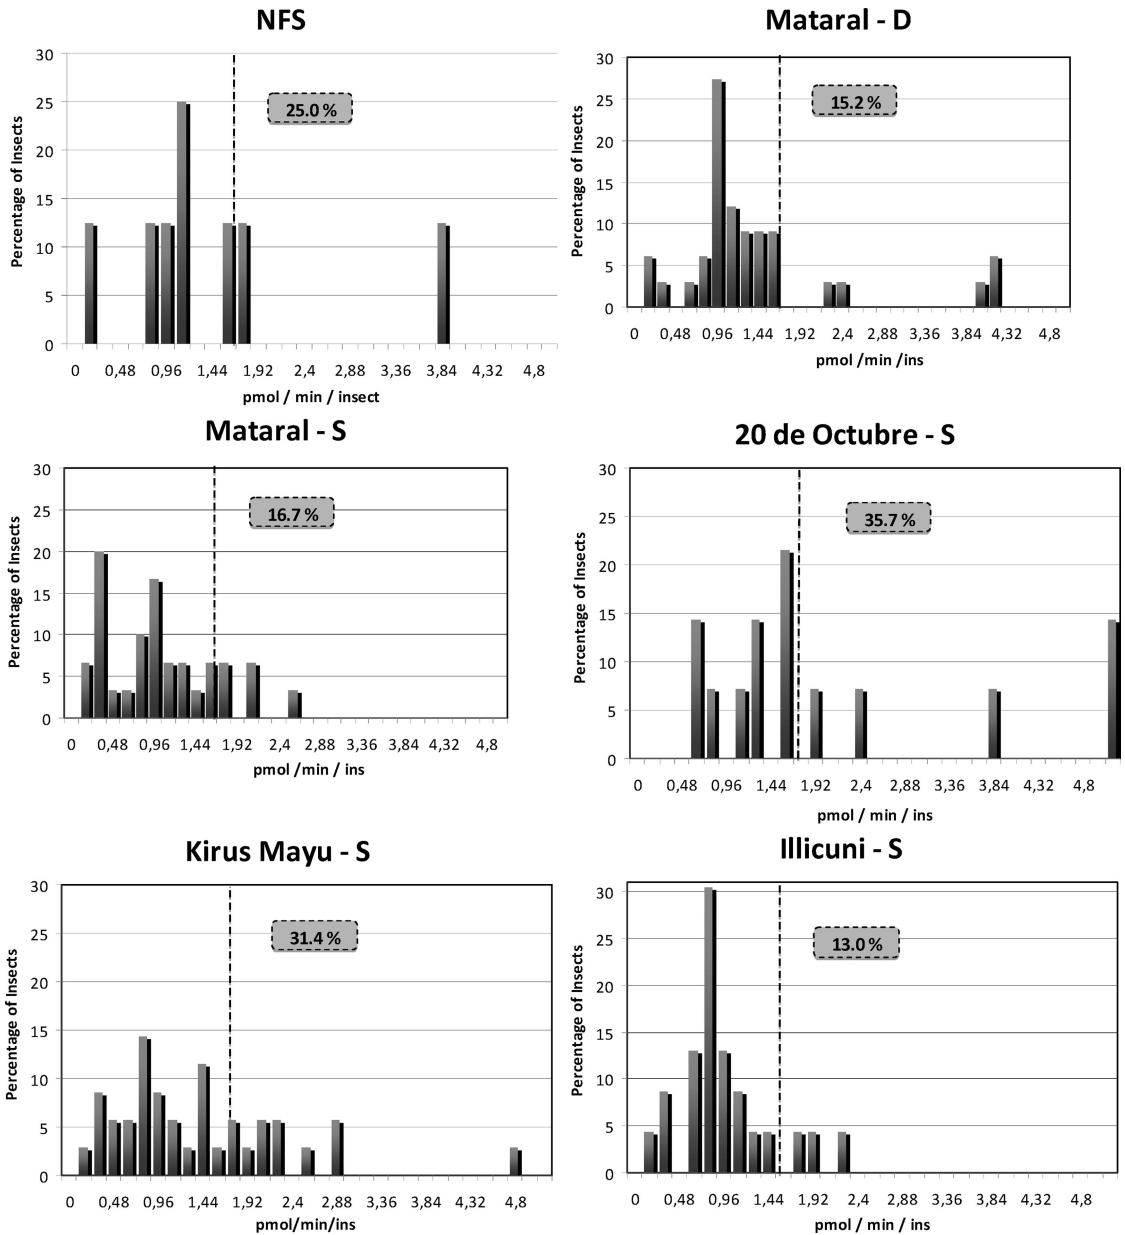 NFS
30
25
20
15
10
5
0
Percentage of Insects
25.0 %
0 0,48 0,96 1,44 1,92 2,4 2,88 3,36 3,84 4,32 4,8
pmol / min / insect
Mataral - D
30
25
20
15
10
5
0
Percentage of Insects
15.2 %
0 0,48 0,96 1,44 1,92 2,4 2,88 3,36 3,84 4,32 4,8
pmol /min /ins
Mataral - S
30
25
20
15
10
5
0
Percentage of Insects
16.7 %
0 0,48 0,96 1,44 1,92 2,4 2,88 3,36 3,84 4,32 4,8
pmol /min / ins
20 de Octubre - S
30
25
20
15
10
5
0
Percentage of Insects
35.7 %
0 0,48 0,96 1,44 1,92 2,4 2,88 3,36 3,84 4,32 4,8
pmol / min / ins
Kirus Mayu - S
30
25
20
15
10
5
0
Percentage of Insects
31.4 %
0 0,48 0,96 1,44 1,92 2,4 2,88 3,36 3,84 4,32 4,8
pmol/min/ins
Illicuni - S
30
25
20
15
10
5
0
Percentage of Insects
13.0 %
0 0,48 0,96 1,44 1,92 2,4 2,88 3,36 3,84 4,32 4,8
pmol / min / ins